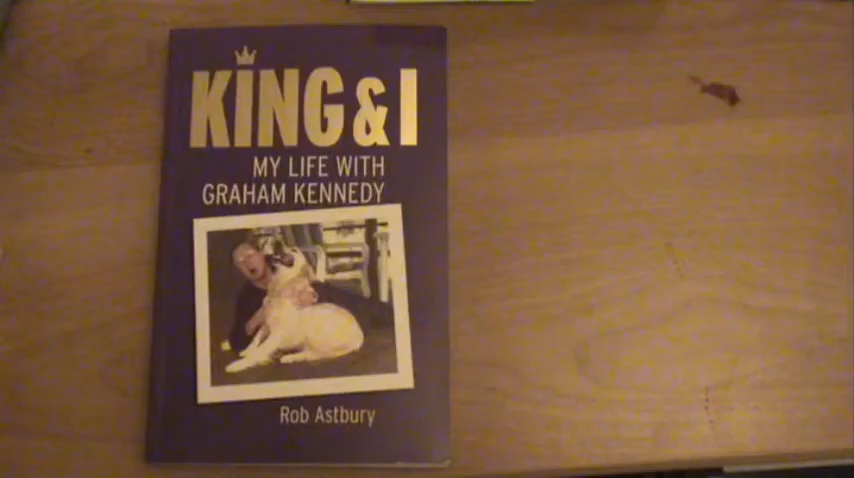 KING & I
MY LIFE WITH
GRAHAM KENNEDY
Rob Astbury